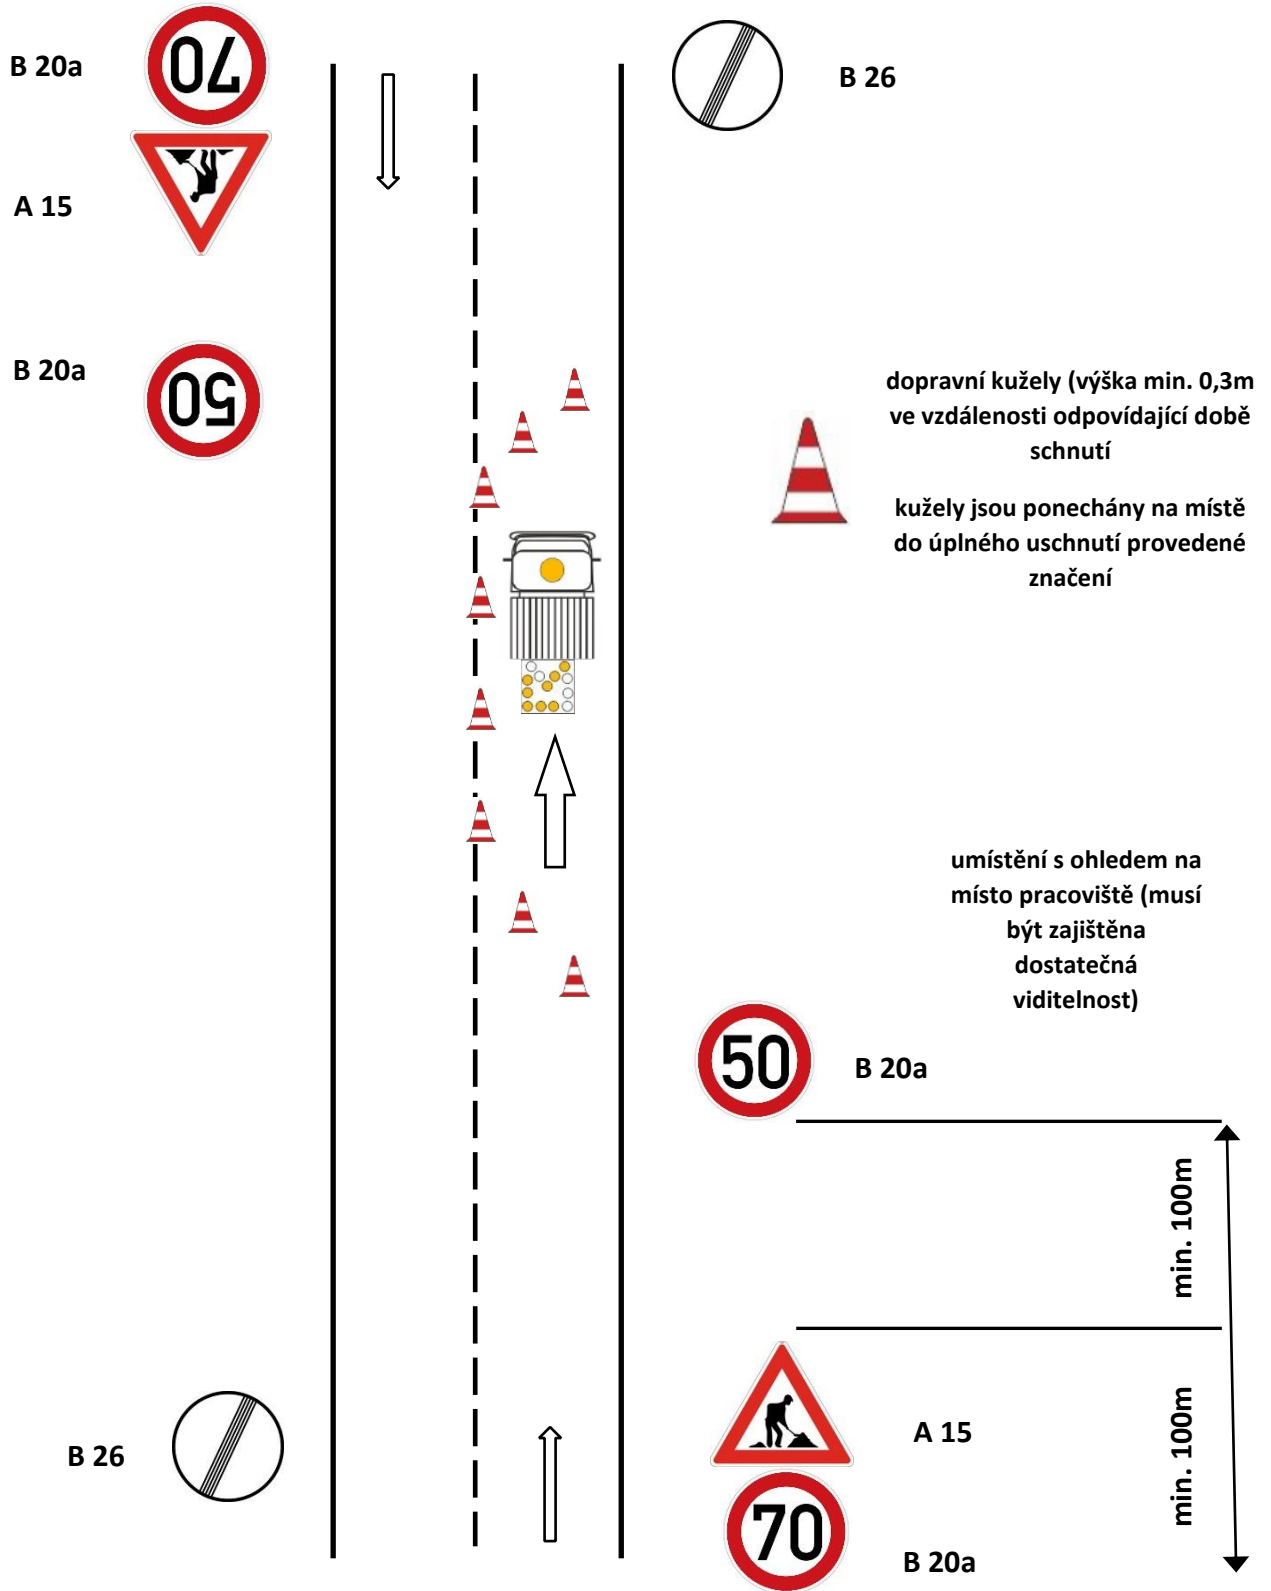 B 20a
70
B 26
A 15
B 20a
50
dopravní kužely (výška min. 0,3m
ve vzdálenosti odpovídající době
schnutí
kužely jsou ponechány na místě
do úplného uschnutí provedené
značení
umístění s ohledem na
místo pracoviště (musí
být zajištěna
dostatečná
viditelnost)
50
B 20a
min. 100m
A 15
min. 100m
B 26
70
B 20a